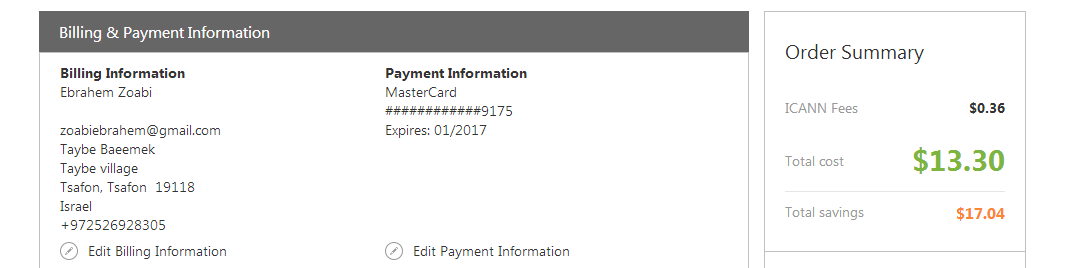 Billing & Payment Information
Billing Information
Ebrahem Zoabi
zoabiebrahem@gmail.com
Taybe Baeemek
Taybe village
Tsafon, Tsafon 19118
Israel
+972526928305
Edit Billing Information
Payment Information
MasterCard
############9175
Expires: 01/2017
Edit Payment Information
Order Summary
ICANN Fees $0.36
Total cost $13.30
Total savings $17.04